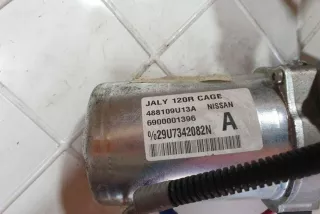 JALY 120R CAGE
488109U13A NISSAN
6900001396
A
%29U7342082N